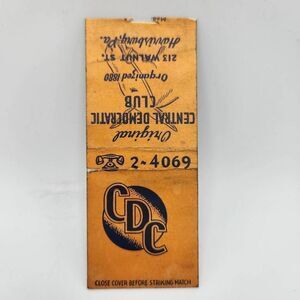 Original
CENTRAL DEMOCRATIC
CLUB
Organized 1880
213 WALNUT ST.
Harrisburg, Pa.
2-4069
CDC
CLOSE COVER BEFORE STRIKING MATCH